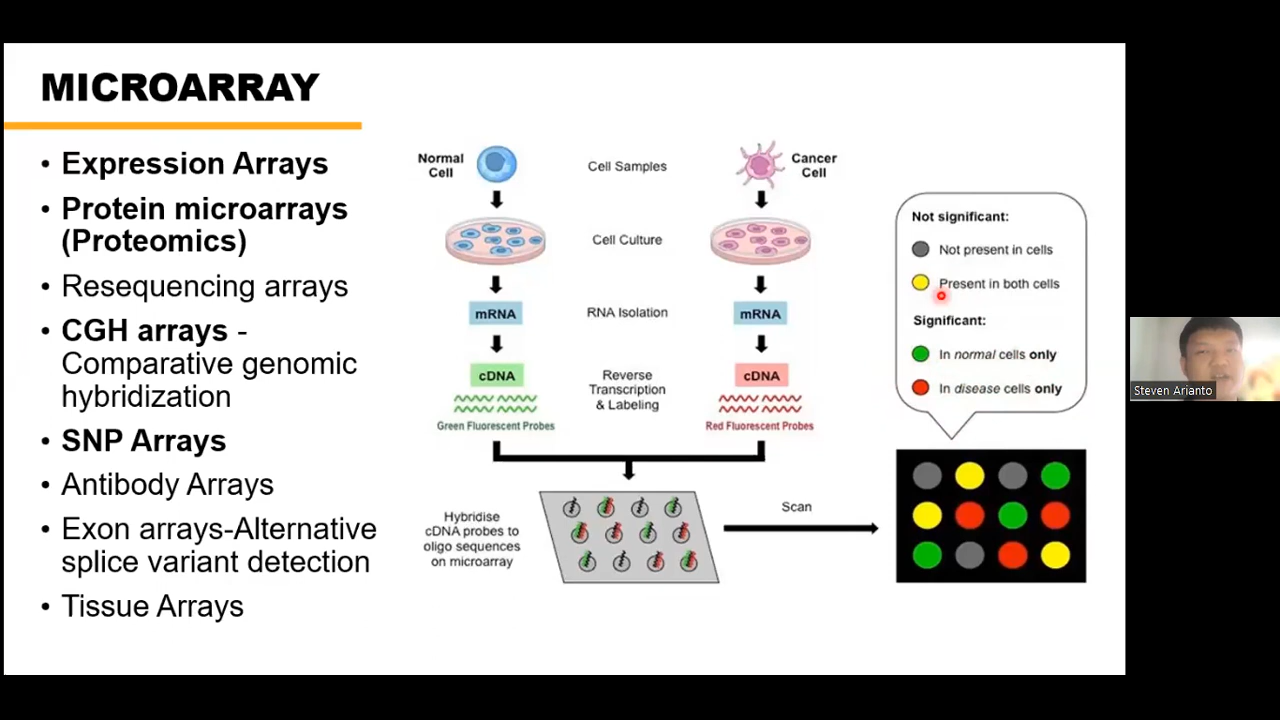 MICROARRAY
• Expression Arrays
• Protein microarrays
(Proteomics)
• Resequencing arrays
• CGH arrays -
Comparative genomic
hybridization
• SNP Arrays
• Antibody Arrays
• Exon arrays-Alternative
splice variant detection
• Tissue Arrays
Normal
Cell
Cell Samples
Cancer
Cell
Cell Culture
mRNA
RNA Isolation
mRNA
cDNA
Reverse
Transcription
& Labeling
cDNA
Green Fluorescent Probes
Red Fluorescent Probes
Hybridise
cDNA probes to
oligo sequences
on microarray
Scan
Not significant:
Not present in cells
Present in both cells
Significant:
In normal cells only
In disease cells only
Steven Arianto